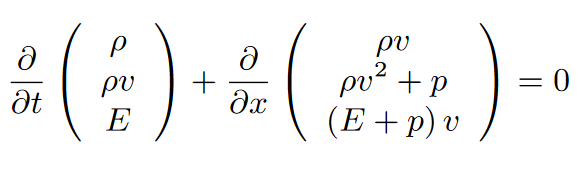 ∂/∂t ( ρ ; ρv ; E ) + ∂/∂x ( ρv ; ρv² + p ; (E + p) v ) = 0